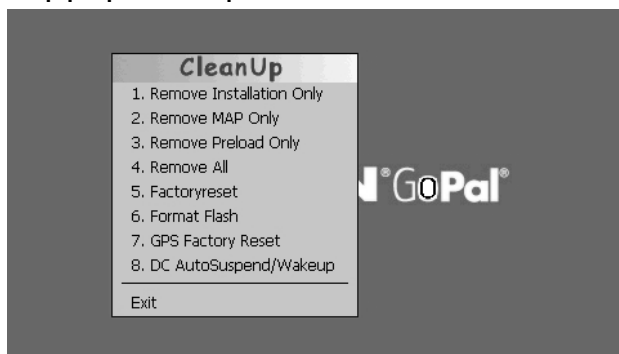 CleanUp
1. Remove Installation Only
2. Remove MAP Only
3. Remove Preload Only
4. Remove All
5. Factoryreset
6. Format Flash
7. GPS Factory Reset
8. DC AutoSuspend/Wakeup
Exit
N®GoPal®